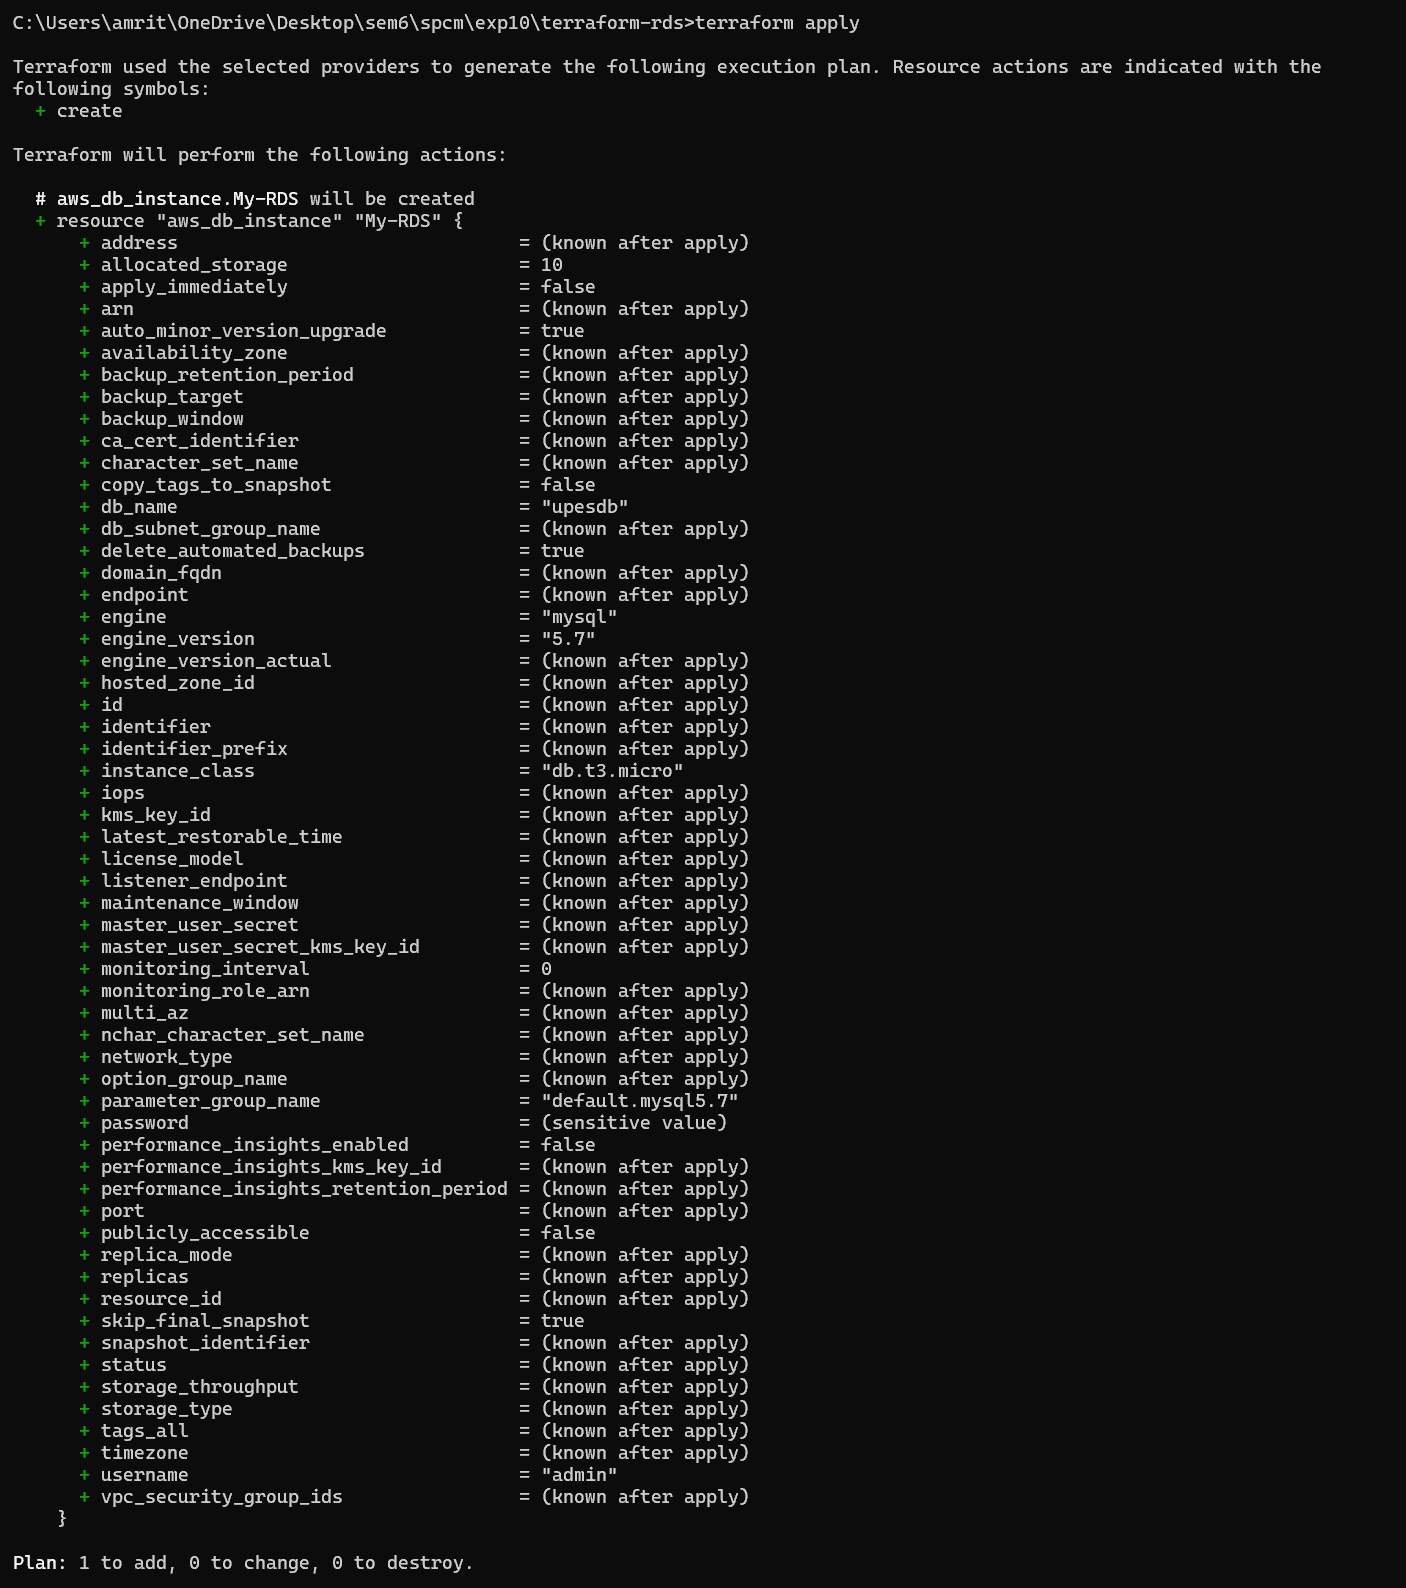 C:\Users\amrit\OneDrive\Desktop\sem6\spcm\exp10\terraform-rds>terraform apply
Terraform used the selected providers to generate the following execution plan. Resource actions are indicated with the
following symbols:
  + create
Terraform will perform the following actions:
  # aws_db_instance.My-RDS will be created
  + resource "aws_db_instance" "My-RDS" {
      + address                               = (known after apply)
      + allocated_storage                     = 10
      + apply_immediately                     = false
      + arn                                   = (known after apply)
      + auto_minor_version_upgrade            = true
      + availability_zone                     = (known after apply)
      + backup_retention_period               = (known after apply)
      + backup_target                         = (known after apply)
      + backup_window                         = (known after apply)
      + ca_cert_identifier                    = (known after apply)
      + character_set_name                    = (known after apply)
      + copy_tags_to_snapshot                 = false
      + db_name                               = "upesdb"
      + db_subnet_group_name                  = (known after apply)
      + delete_automated_backups              = true
      + domain_fqdn                           = (known after apply)
      + endpoint                              = (known after apply)
      + engine                                = "mysql"
      + engine_version                        = "5.7"
      + engine_version_actual                 = (known after apply)
      + hosted_zone_id                        = (known after apply)
      + id                                    = (known after apply)
      + identifier                            = (known after apply)
      + identifier_prefix                     = (known after apply)
      + instance_class                        = "db.t3.micro"
      + iops                                  = (known after apply)
      + kms_key_id                            = (known after apply)
      + latest_restorable_time                = (known after apply)
      + license_model                         = (known after apply)
      + listener_endpoint                     = (known after apply)
      + maintenance_window                    = (known after apply)
      + master_user_secret                    = (known after apply)
      + master_user_secret_kms_key_id         = (known after apply)
      + monitoring_interval                   = 0
      + monitoring_role_arn                   = (known after apply)
      + multi_az                              = (known after apply)
      + nchar_character_set_name              = (known after apply)
      + network_type                          = (known after apply)
      + option_group_name                     = (known after apply)
      + parameter_group_name                  = "default.mysql5.7"
      + password                              = (sensitive value)
      + performance_insights_enabled          = false
      + performance_insights_kms_key_id       = (known after apply)
      + performance_insights_retention_period = (known after apply)
      + port                                  = (known after apply)
      + publicly_accessible                   = false
      + replica_mode                          = (known after apply)
      + replicas                              = (known after apply)
      + resource_id                           = (known after apply)
      + skip_final_snapshot                   = true
      + snapshot_identifier                   = (known after apply)
      + status                                = (known after apply)
      + storage_throughput                    = (known after apply)
      + storage_type                          = (known after apply)
      + tags_all                              = (known after apply)
      + timezone                              = (known after apply)
      + username                              = "admin"
      + vpc_security_group_ids                = (known after apply)
    }
Plan: 1 to add, 0 to change, 0 to destroy.